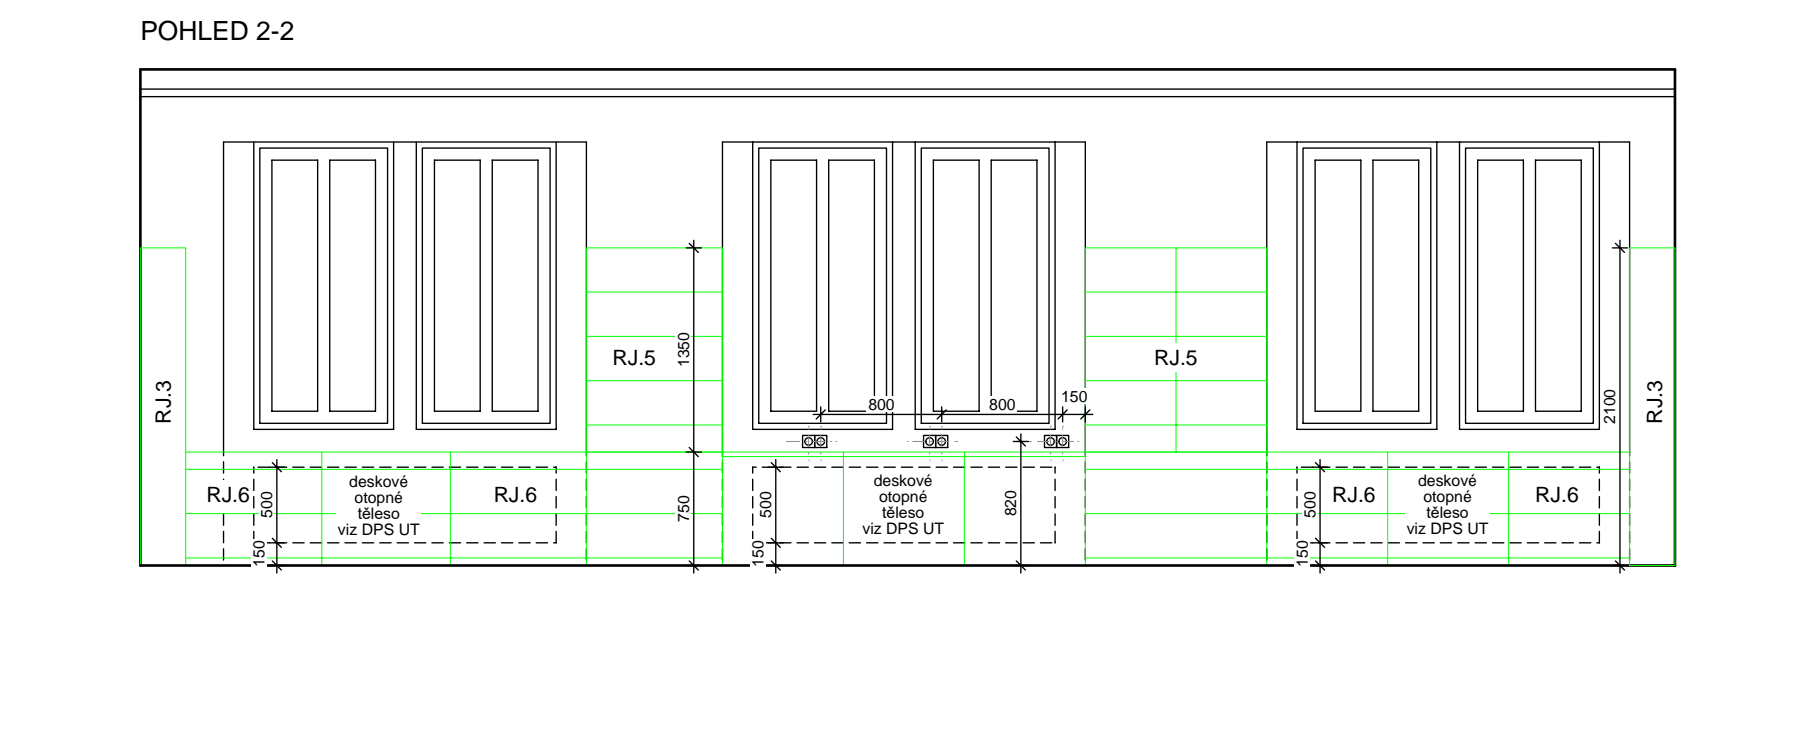 POHLED 2-2
RJ.3
RJ.5
1350
RJ.5
800
800
150
2100
RJ.3
RJ.6
500
150
deskové
otopné
těleso
viz DPS UT
RJ.6
750
500
150
deskové
otopné
těleso
viz DPS UT
820
500
150
RJ.6
deskové
otopné
těleso
viz DPS UT
RJ.6